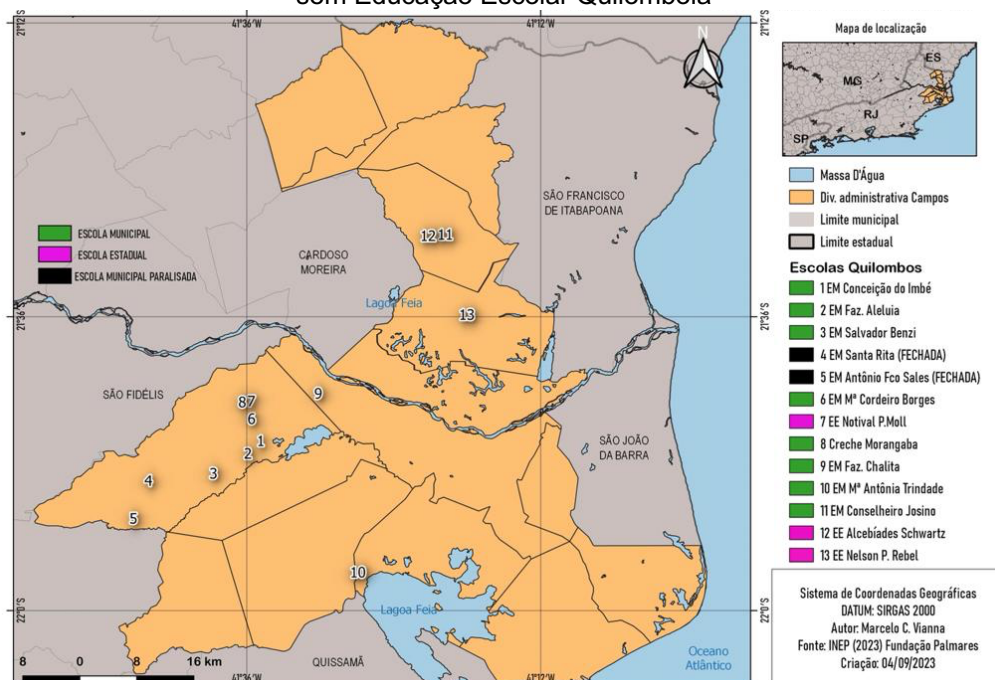 com Educação Escolar Quilombola
41°36'W
41°12'W
21°12'S
21°12'S
N
ESCOLA MUNICIPAL
ESCOLA ESTADUAL
ESCOLA MUNICIPAL PARALISADA
SÃO FRANCISCO
DE ITABAPOANA
CARDOSO
MOREIRA
12 11
Lagoa Feia
13
21°36'S
21°36'S
SÃO FIDÉLIS
9
8 7
6
1
2
3
4
5
SÃO JOÃO
DA BARRA
10
Lagoa Feia
22°0'S
22°0'S
QUISSAMÃ
Oceano
Atlântico
8 0 8 16 km
41°36'W
41°12'W
Mapa de localização
ES
MG
RJ
SP
Massa D'Água
Div. administrativa Campos
Limite municipal
Limite estadual
Escolas Quilombos
1 EM Conceição do Imbé
2 EM Faz. Aleluia
3 EM Salvador Benzi
4 EM Santa Rita (FECHADA)
5 EM Antônio Fco Sales (FECHADA)
6 EM Mª Cordeiro Borges
7 EE Notival P.Moll
8 Creche Morangaba
9 EM Faz. Chalita
10 EM Mª Antônia Trindade
11 EM Conselheiro Josino
12 EE Alcebíades Schwartz
13 EE Nelson P. Rebel
Sistema de Coordenadas Geográficas
DATUM: SIRGAS 2000
Autor: Marcelo C. Vianna
Fonte: INEP (2023) Fundação Palmares
Criação: 04/09/2023